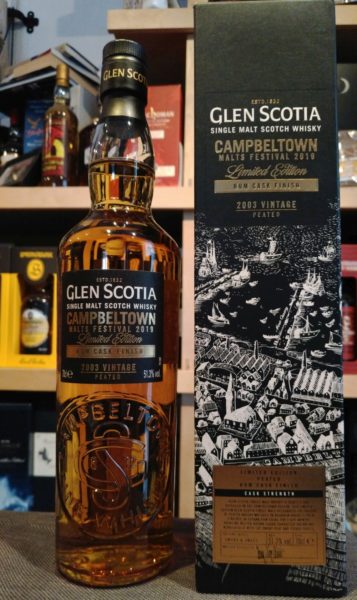 GLEN SCOTIA
ESTD.1832
GLEN SCOTIA
SINGLE MALT SCOTCH WHISKY
CAMPBELTOWN
MALTS FESTIVAL 2019
Limited Edition
RUM CASK FINISH
2003 VINTAGE
PEATED
70cl ℮
51.3% vol
CAMPBELTOWN
ESTD.1832
GLEN SCOTIA
SINGLE MALT SCOTCH WHISKY
CAMPBELTOWN
MALTS FESTIVAL 2019
Limited Edition
RUM CASK FINISH
2003 VINTAGE
PEATED
LIMITED EDITION
PEATED
RUM CASK FINISH
CASK STRENGTH